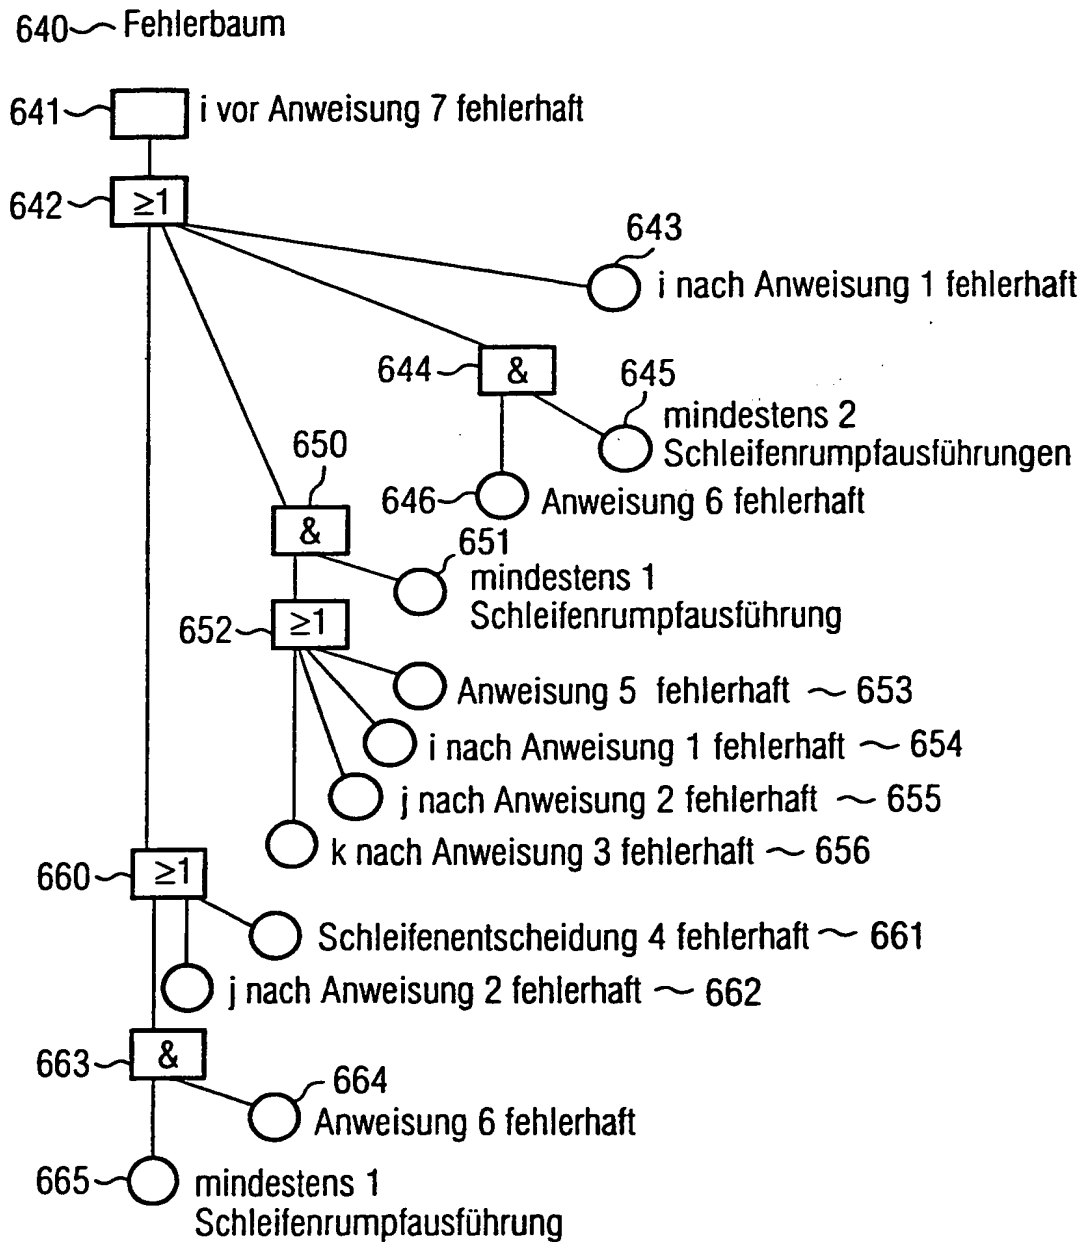 640 Fehlerbaum
641 i vor Anweisung 7 fehlerhaft
642 ≥1
643
i nach Anweisung 1 fehlerhaft
644 &
645
mindestens 2
Schleifenrumpfausführungen
646 Anweisung 6 fehlerhaft
650
&
651
mindestens 1
Schleifenrumpfausführung
652 ≥1
Anweisung 5 fehlerhaft ~ 653
i nach Anweisung 1 fehlerhaft ~ 654
j nach Anweisung 2 fehlerhaft ~ 655
k nach Anweisung 3 fehlerhaft ~ 656
660 ≥1
Schleifenentscheidung 4 fehlerhaft ~ 661
j nach Anweisung 2 fehlerhaft ~ 662
663 &
664
Anweisung 6 fehlerhaft
665 mindestens 1
Schleifenrumpfausführung